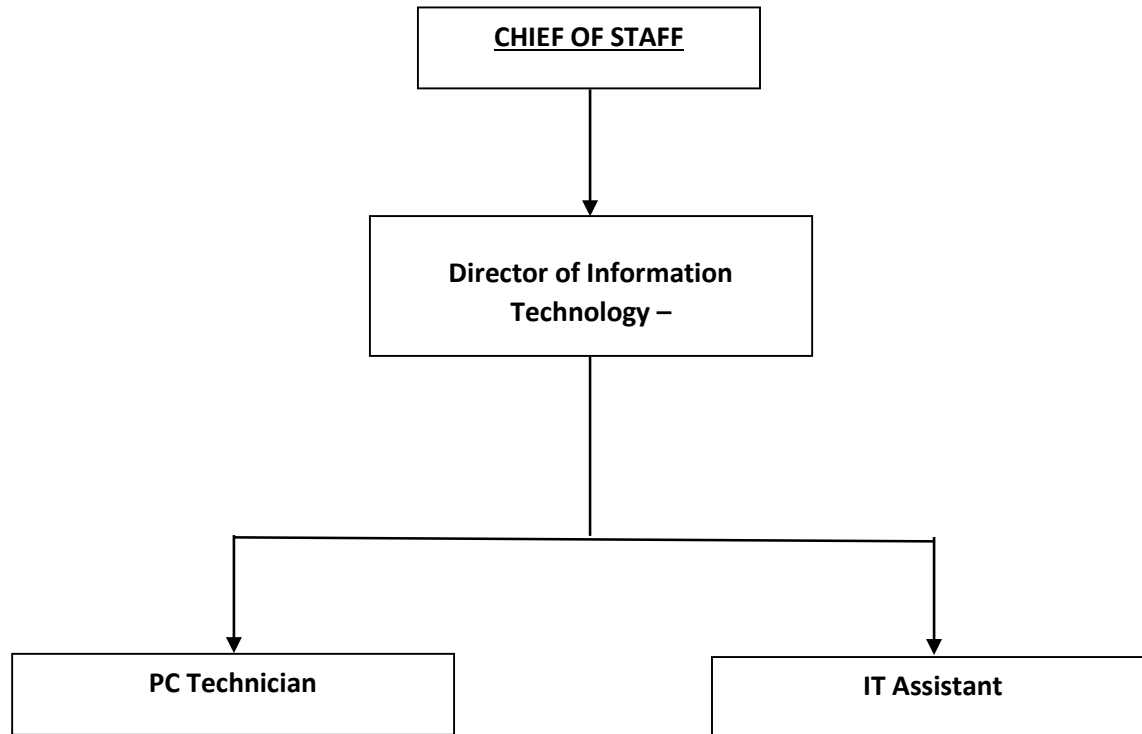 CHIEF OF STAFF
Director of Information
Technology –
PC Technician
IT Assistant